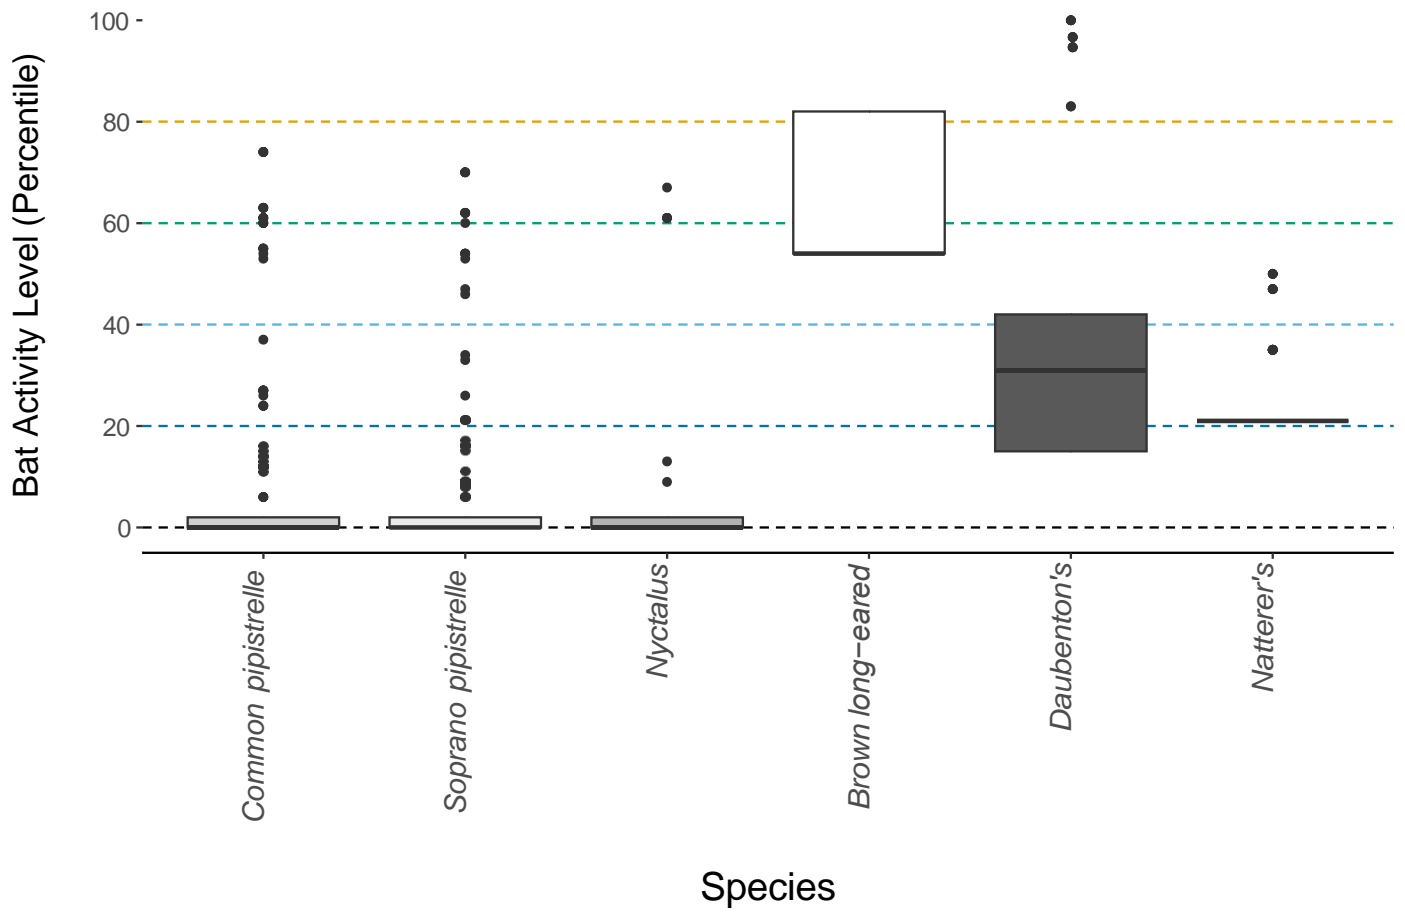 Bat Activity Level (Percentile)
100
80
60
40
20
0
Common pipistrelle
Soprano pipistrelle
Nyctalus
Brown long−eared
Daubenton's
Natterer's
Species